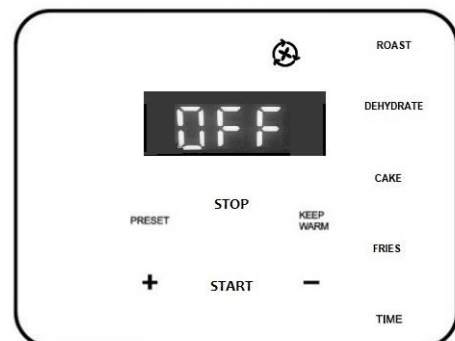 ROAST
OFF
DEHYDRATE
CAKE
STOP
PRESET
KEEP
WARM
FRIES
+ START −
TIME